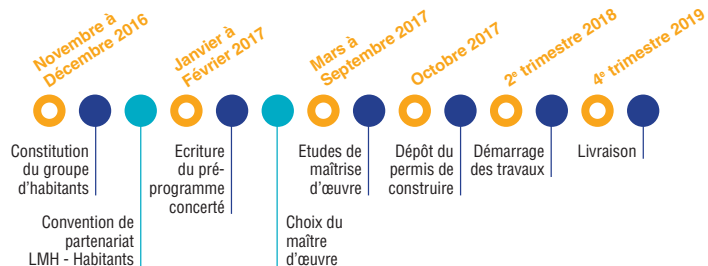 Novembre à
Décembre 2016
Janvier à
Février 2017
Mars à
Septembre 2017
Octobre 2017
2e trimestre 2018
4e trimestre 2019
Constitution
du groupe
d'habitants
Convention de
partenariat
LMH - Habitants
Ecriture
du pré-
programme
concerté
Choix du
maître
d'œuvre
Etudes de
maîtrise
d'œuvre
Dépôt du
permis de
construire
Démarrage
des travaux
Livraison